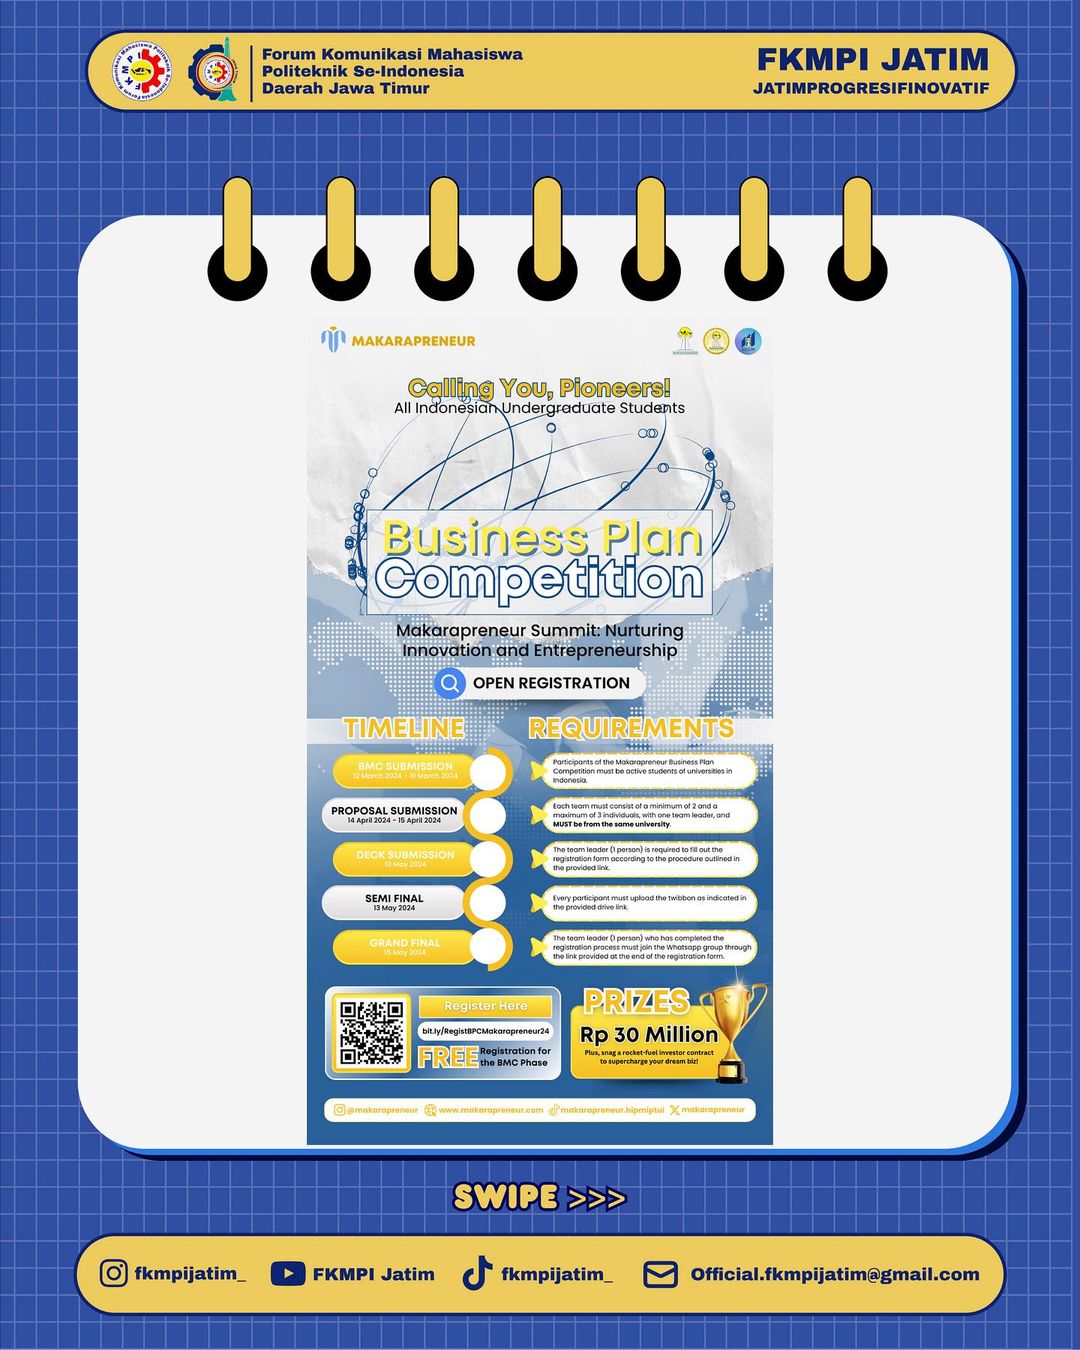 Forum Komunikasi Mahasiswa
Politeknik Se-Indonesia
Daerah Jawa Timur
FKMPI JATIM
JATIMPROGRESIFINOVATIF
MAKARAPRENEUR
Calling You, Pioneers!
All Indonesian Undergraduate Students
Business Plan
Competition
Makarapreneur Summit: Nurturing
Innovation and Entrepreneurship
OPEN REGISTRATION
TIMELINE
BMC SUBMISSION
12 March 2024 - 31 March 2024
PROPOSAL SUBMISSION
14 April 2024 - 15 April 2024
DECK SUBMISSION
10 May 2024
SEMI FINAL
13 May 2024
GRAND FINAL
15 May 2024
REQUIREMENTS
Participants of the Makarapreneur Business Plan
Competition must be active students of universities in
Indonesia.
Each team must consist of a minimum of 2 and a
maximum of 3 individuals, with one team leader, and
MUST be from the same university.
The team leader (1 person) is required to fill out the
registration form according to the procedure outlined in
the provided link.
Every participant must upload the twibbon as indicated in
the provided drive link.
The team leader (1 person) who has completed the
registration process must join the Whatsapp group through
the link provided at the end of the registration form.
Register Here
bit.ly/RegistBPCMakarapreneur24
FREE Registration for
the BMC Phase
PRIZES
Rp 30 Million
Plus, snag a rocket-fuel investor contract
to supercharge your dream biz!
@makarapreneur www.makarapreneur.com makarapreneur.hipmiptui makarapreneur
SWIPE >>>
fkmpijatim_ FKMPI Jatim fkmpijatim_ Official.fkmpijatim@gmail.com